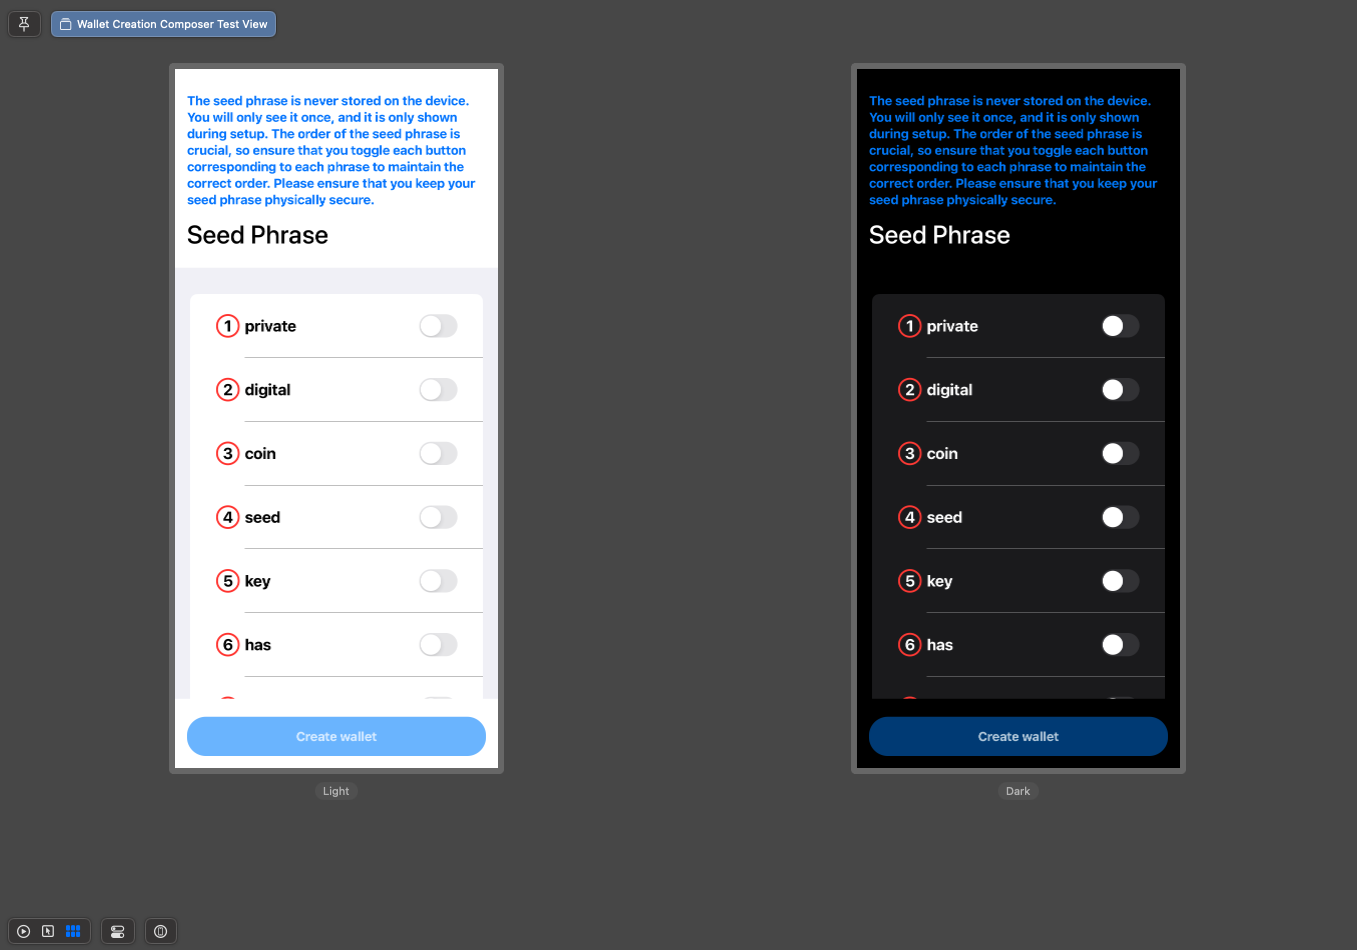 Wallet Creation Composer Test View
The seed phrase is never stored on the device.
You will only see it once, and it is only shown
during setup. The order of the seed phrase is
crucial, so ensure that you toggle each button
corresponding to each phrase to maintain the
correct order. Please ensure that you keep your
seed phrase physically secure.
Seed Phrase
1 private
2 digital
3 coin
4 seed
5 key
6 has
Create wallet
Light
The seed phrase is never stored on the device.
You will only see it once, and it is only shown
during setup. The order of the seed phrase is
crucial, so ensure that you toggle each button
corresponding to each phrase to maintain the
correct order. Please ensure that you keep your
seed phrase physically secure.
Seed Phrase
1 private
2 digital
3 coin
4 seed
5 key
6 has
Create wallet
Dark